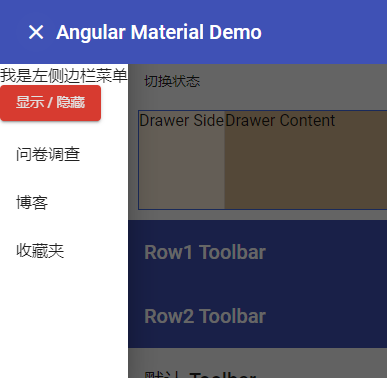 Angular Material Demo
我是左侧边栏菜单
显示 / 隐藏
问卷调查
博客
收藏夹
切换状态
Drawer Side
Drawer Content
Row1 Toolbar
Row2 Toolbar
默认 Toolbar